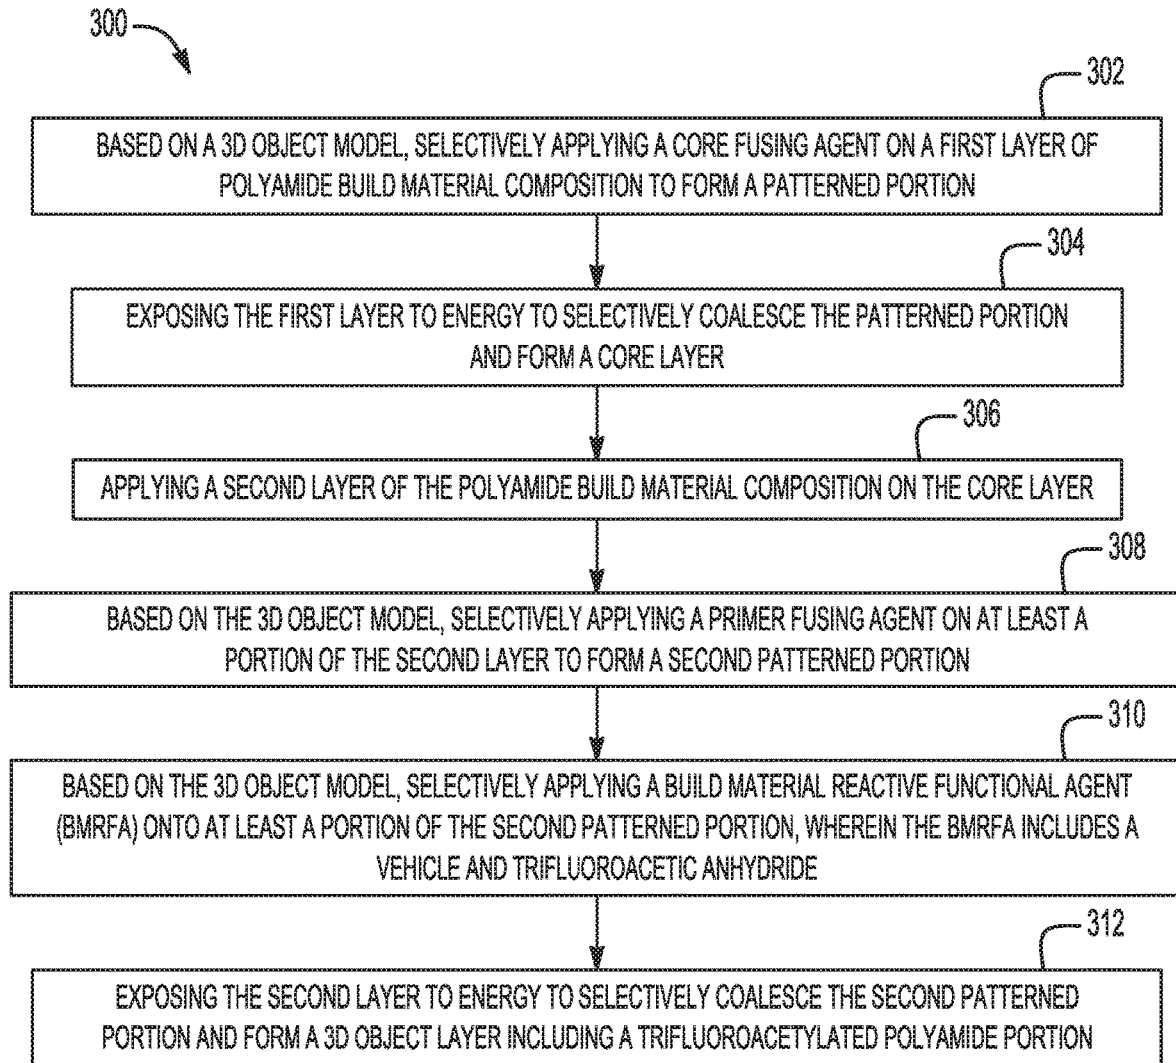 300
302
BASED ON A 3D OBJECT MODEL, SELECTIVELY APPLYING A CORE FUSING AGENT ON A FIRST LAYER OF
POLYAMIDE BUILD MATERIAL COMPOSITION TO FORM A PATTERNED PORTION
304
EXPOSING THE FIRST LAYER TO ENERGY TO SELECTIVELY COALESCE THE PATTERNED PORTION
AND FORM A CORE LAYER
306
APPLYING A SECOND LAYER OF THE POLYAMIDE BUILD MATERIAL COMPOSITION ON THE CORE LAYER
308
BASED ON THE 3D OBJECT MODEL, SELECTIVELY APPLYING A PRIMER FUSING AGENT ON AT LEAST A
PORTION OF THE SECOND LAYER TO FORM A SECOND PATTERNED PORTION
310
BASED ON THE 3D OBJECT MODEL, SELECTIVELY APPLYING A BUILD MATERIAL REACTIVE FUNCTIONAL AGENT
(BMRFA) ONTO AT LEAST A PORTION OF THE SECOND PATTERNED PORTION, WHEREIN THE BMRFA INCLUDES A
VEHICLE AND TRIFLUOROACETIC ANHYDRIDE
312
EXPOSING THE SECOND LAYER TO ENERGY TO SELECTIVELY COALESCE THE SECOND PATTERNED
PORTION AND FORM A 3D OBJECT LAYER INCLUDING A TRIFLUOROACETYLATED POLYAMIDE PORTION